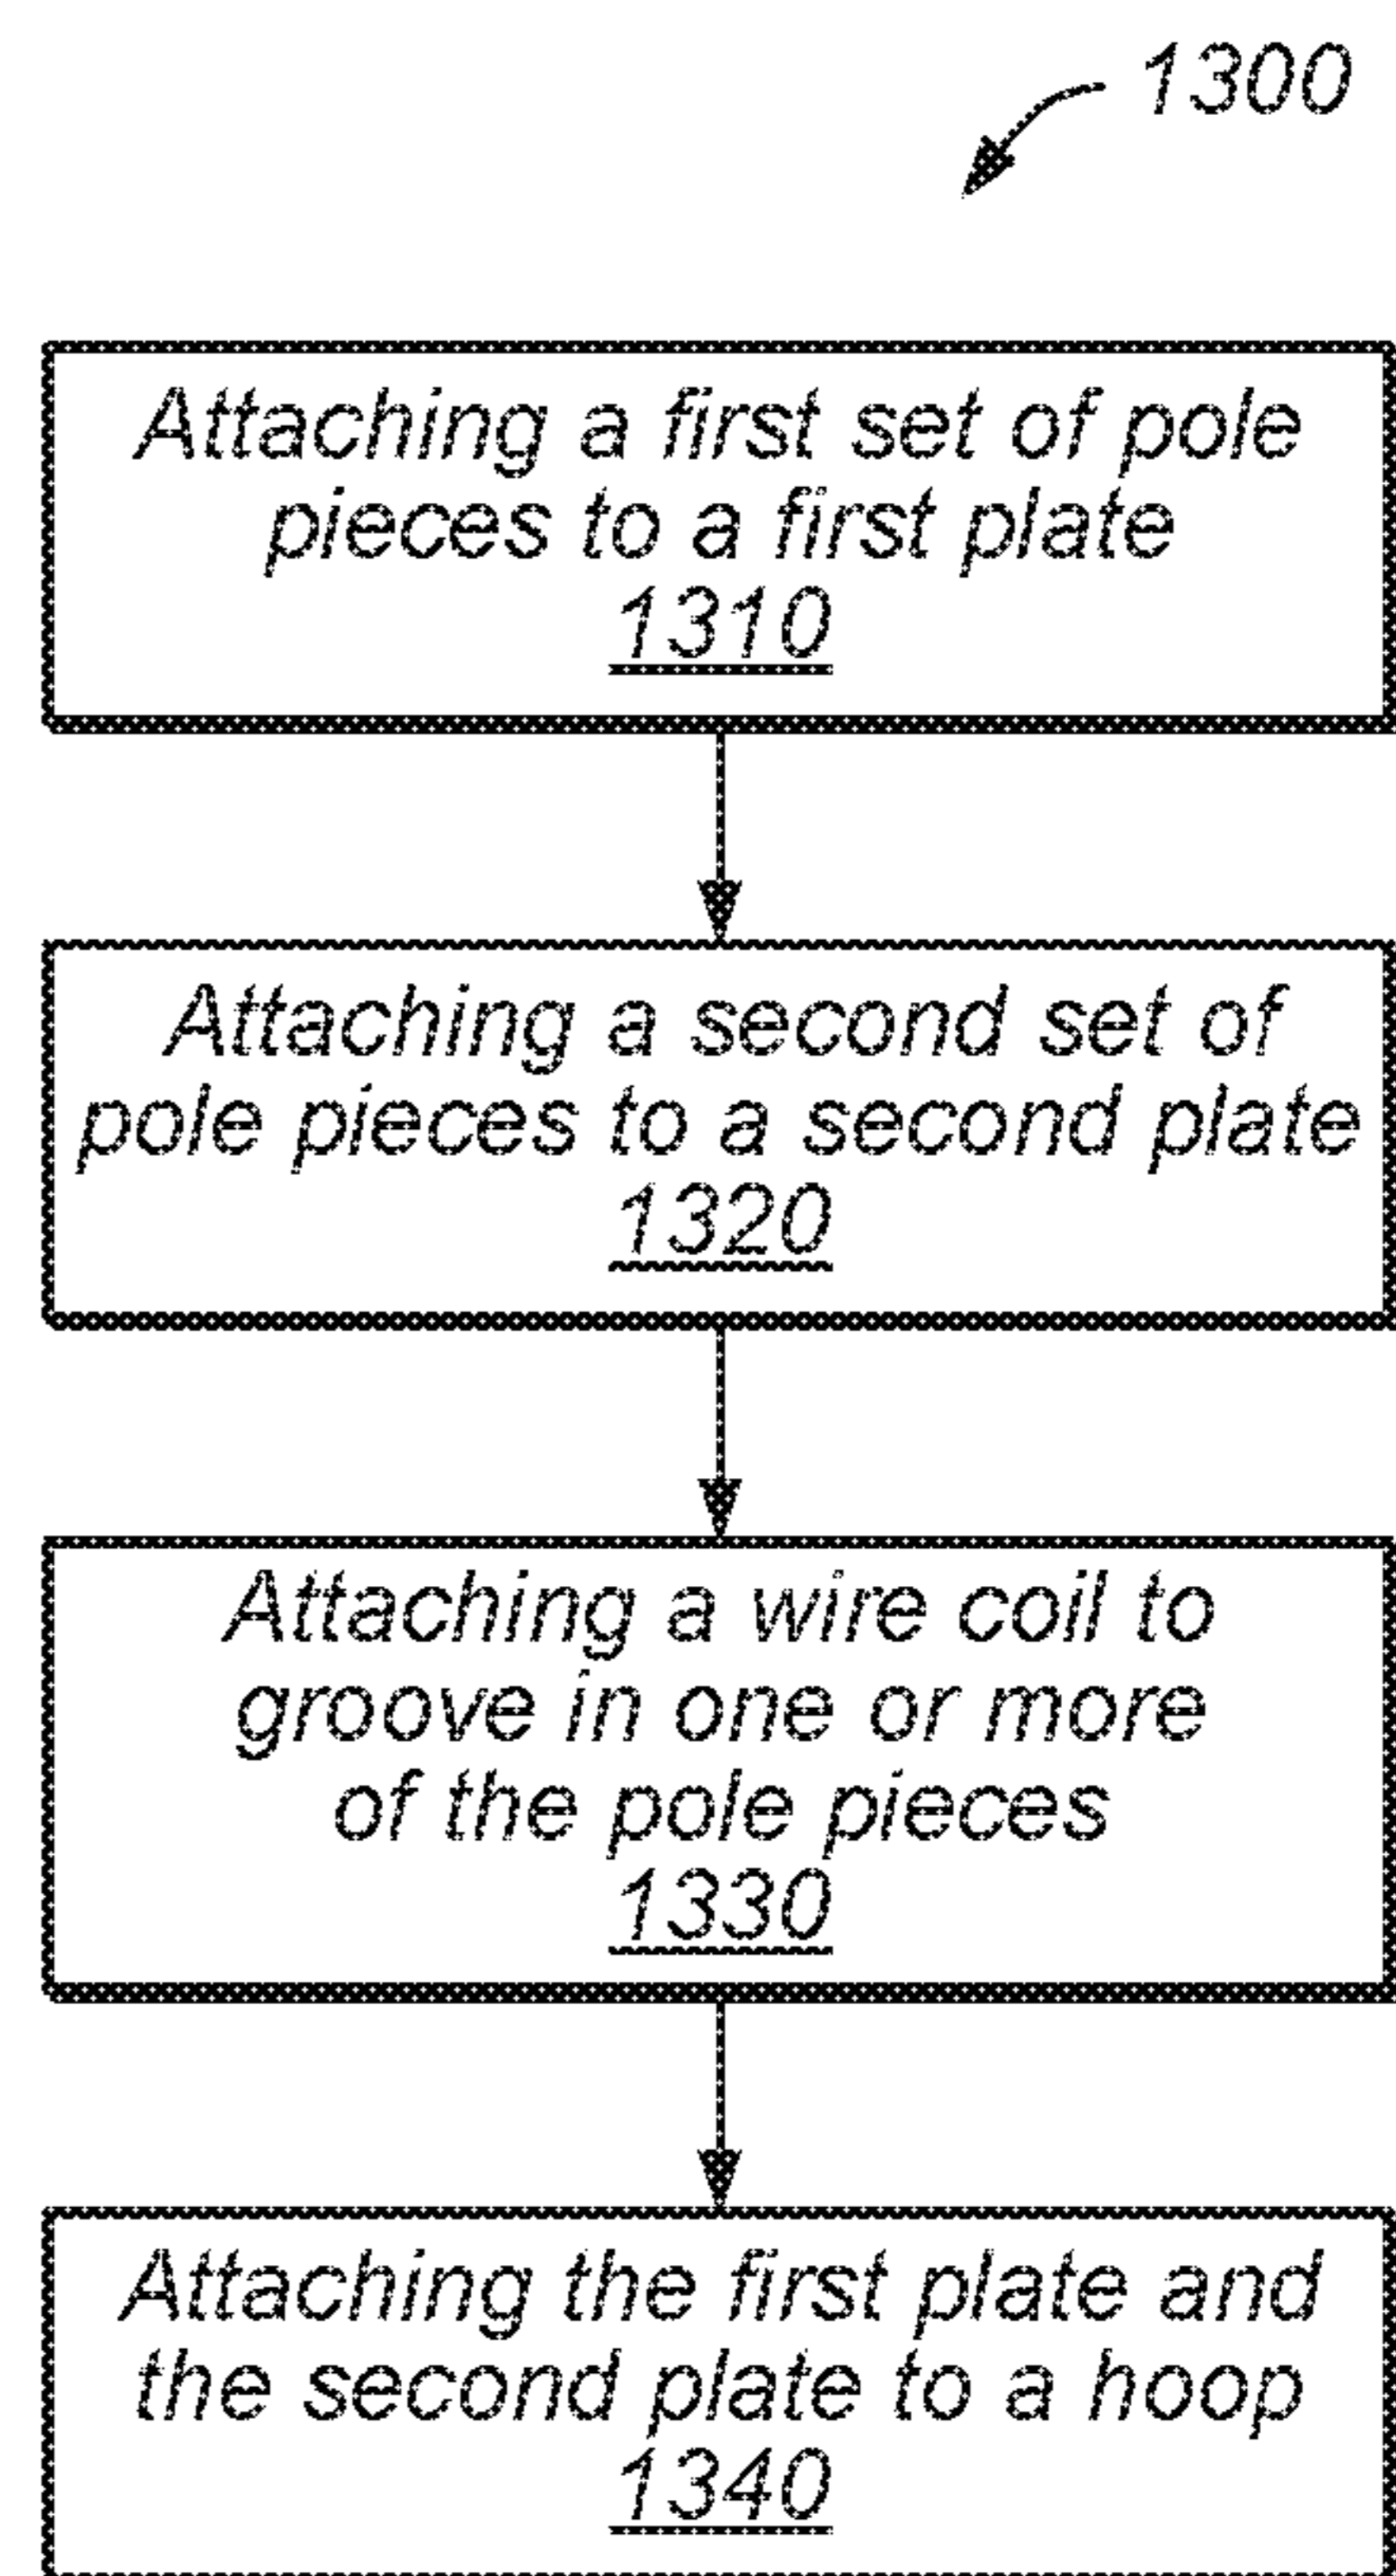 1300
Attaching a first set of pole
pieces to a first plate
1310
Attaching a second set of
pole pieces to a second plate
1320
Attaching a wire coil to
groove in one or more
of the pole pieces
1330
Attaching the first plate and
the second plate to a hoop
1340